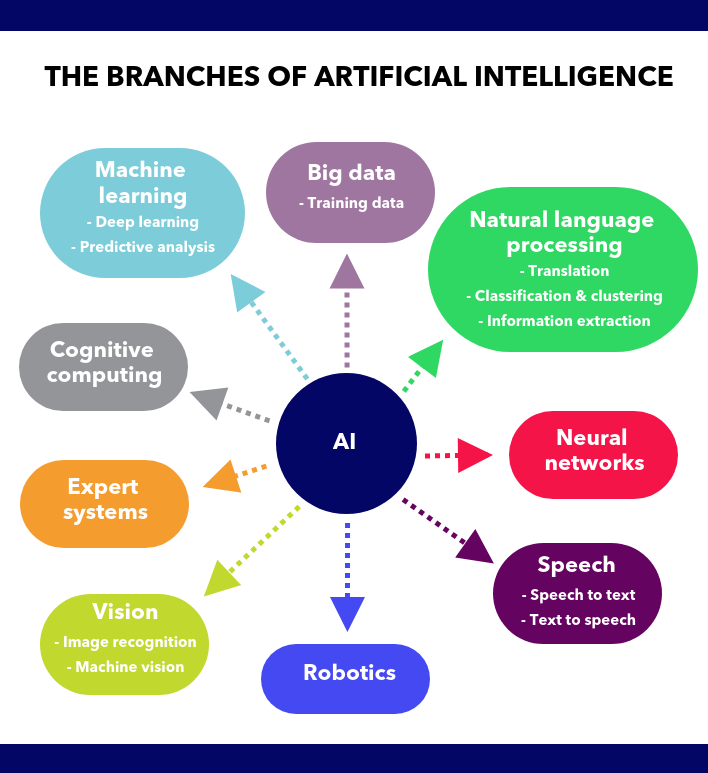 THE BRANCHES OF ARTIFICIAL INTELLIGENCE
Machine
learning
- Deep learning
- Predictive analysis
Big data
- Training data
Natural language
processing
- Translation
- Classification & clustering
- Information extraction
Cognitive
computing
AI
Neural
networks
Expert
systems
Speech
- Speech to text
- Text to speech
Vision
- Image recognition
- Machine vision
Robotics